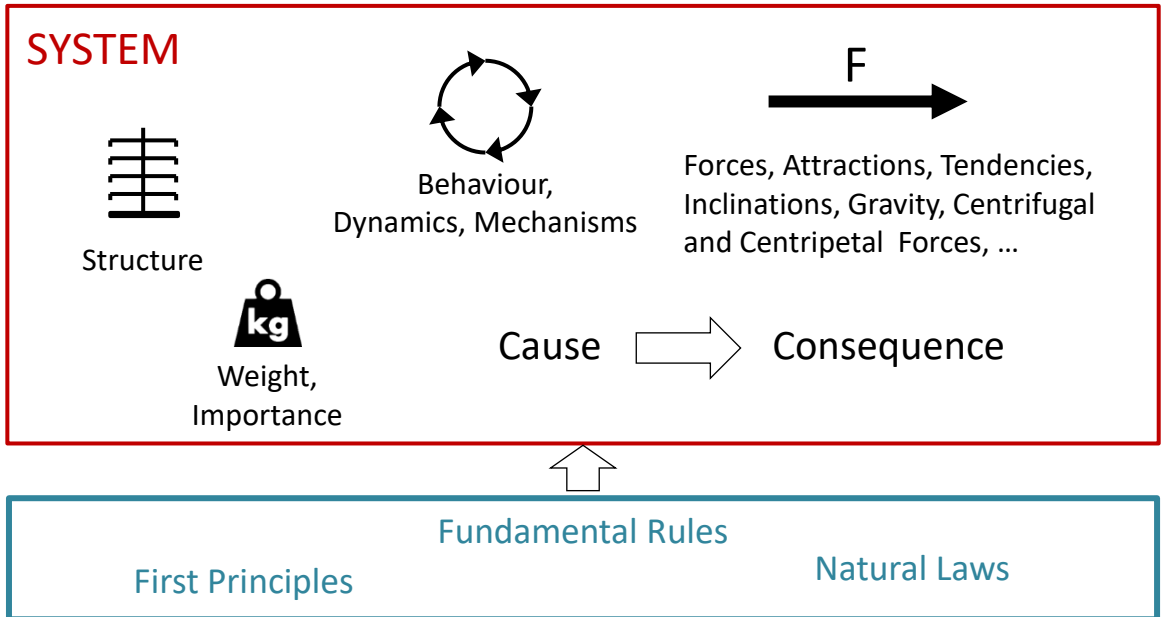 SYSTEM
F
Behaviour,
Dynamics, Mechanisms
Forces, Attractions, Tendencies,
Inclinations, Gravity, Centrifugal
and Centripetal Forces, ...
Structure
kg
Weight,
Importance
Cause
Consequence
Fundamental Rules
First Principles
Natural Laws